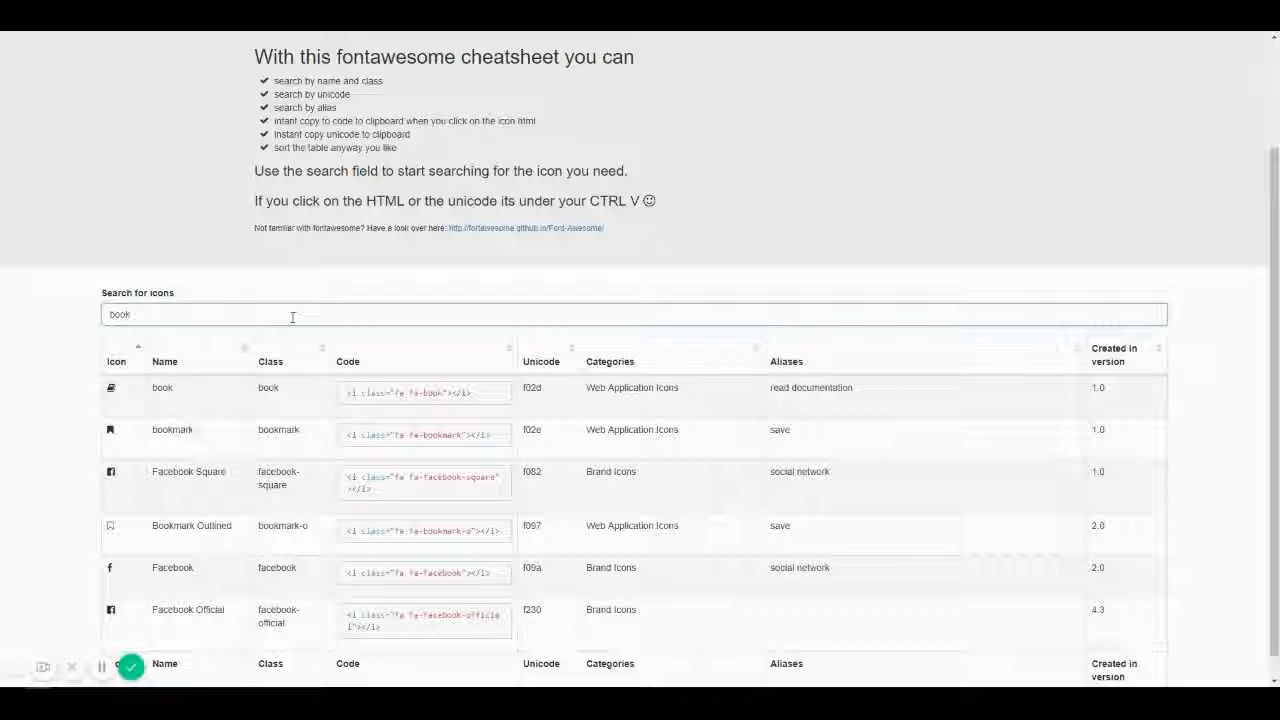 With this fontawesome cheatsheet you can
search by name and class
search by unicode
search by alias
intant copy to code to clipboard when you click on the icon html
instant copy unicode to clipboard
sort the table anyway you like
Use the search field to start searching for the icon you need.
If you click on the HTML or the unicode its under your CTRL V
Not familiar with fontawesome? Have a look over here: http://fortawesome.github.io/Font-Awesome/
Search for icons
book
Icon Name Class Code Unicode Categories Aliases Created in
version
book book <i class="fa fa-book"></i> f02d Web Application Icons read documentation 1.0
bookmark bookmark <i class="fa fa-bookmark"></i> f02e Web Application Icons save 1.0
Facebook Square facebook- <i class="fa fa-facebook-square" f082 Brand Icons social network 1.0
square ></i>
Bookmark Outlined bookmark-o <i class="fa fa-bookmark-o"></i> f097 Web Application Icons save 2.0
Facebook facebook <i class="fa fa-facebook"></i> f09a Brand Icons social network 2.0
Facebook Official facebook- <i class="fa fa-facebook-officia f230 Brand Icons 4.3
official l"></i>
Name Class Code Unicode Categories Aliases Created in
version